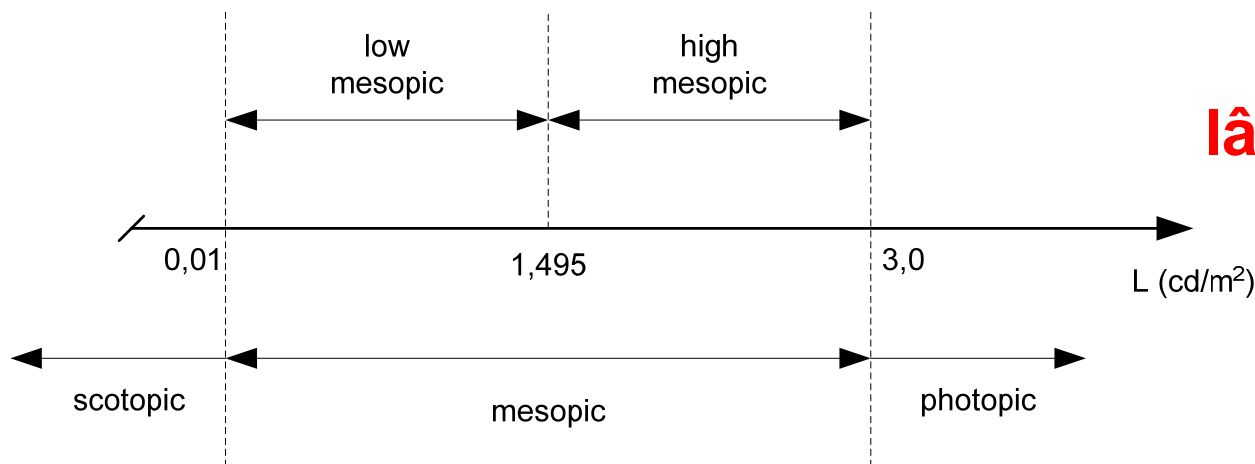 low
mesopic
high
mesopic
lâ
0,01
1,495
3,0
L (cd/m²)
scotopic
mesopic
photopic